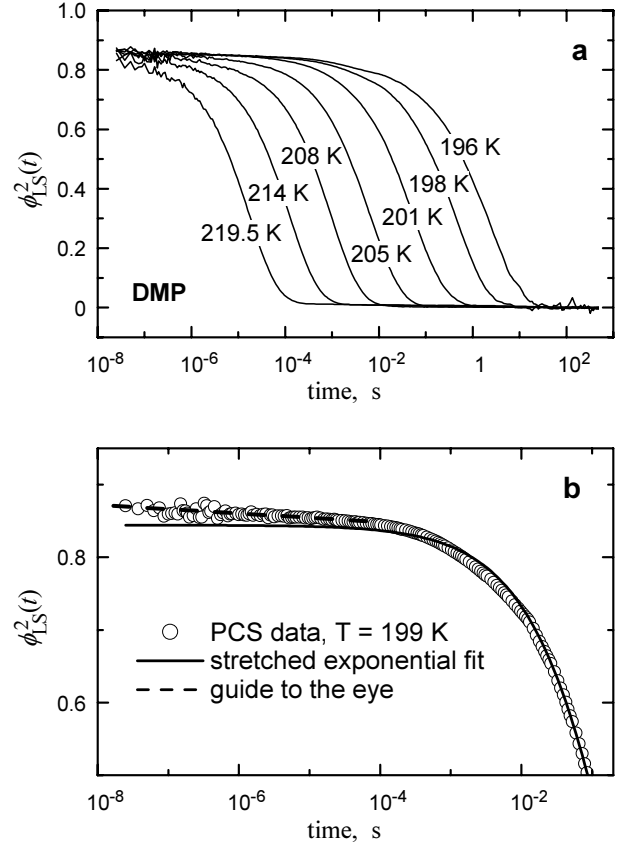 a
1.0
0.8
0.6
0.4
0.2
0
ϕ²LS(t)
196 K
208 K
198 K
214 K
201 K
219.5 K
205 K
DMP
10⁻⁸ 10⁻⁶ 10⁻⁴ 10⁻² 1 10²
time, s
b
0.8
0.6
ϕ²LS(t)
PCS data, T = 199 K
stretched exponential fit
guide to the eye
10⁻⁸ 10⁻⁶ 10⁻⁴ 10⁻²
time, s